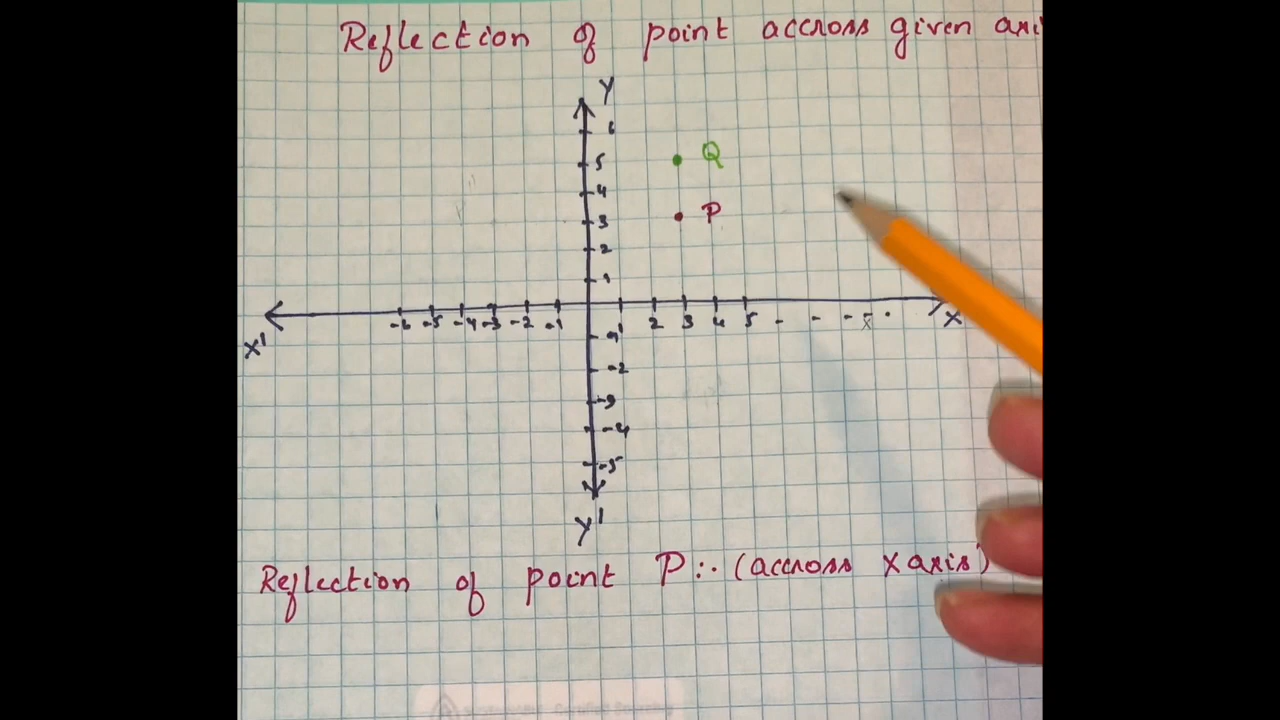 Reflection of point accross given axi
Y
6
5 Q
4
3 P
2
1
-6 -5 -4 -3 -2 -1 1 2 3 4 5 - - - X
X'
-1
-2
-3
-4
-5
Y'
Reflection of point P:. (accross X axis)